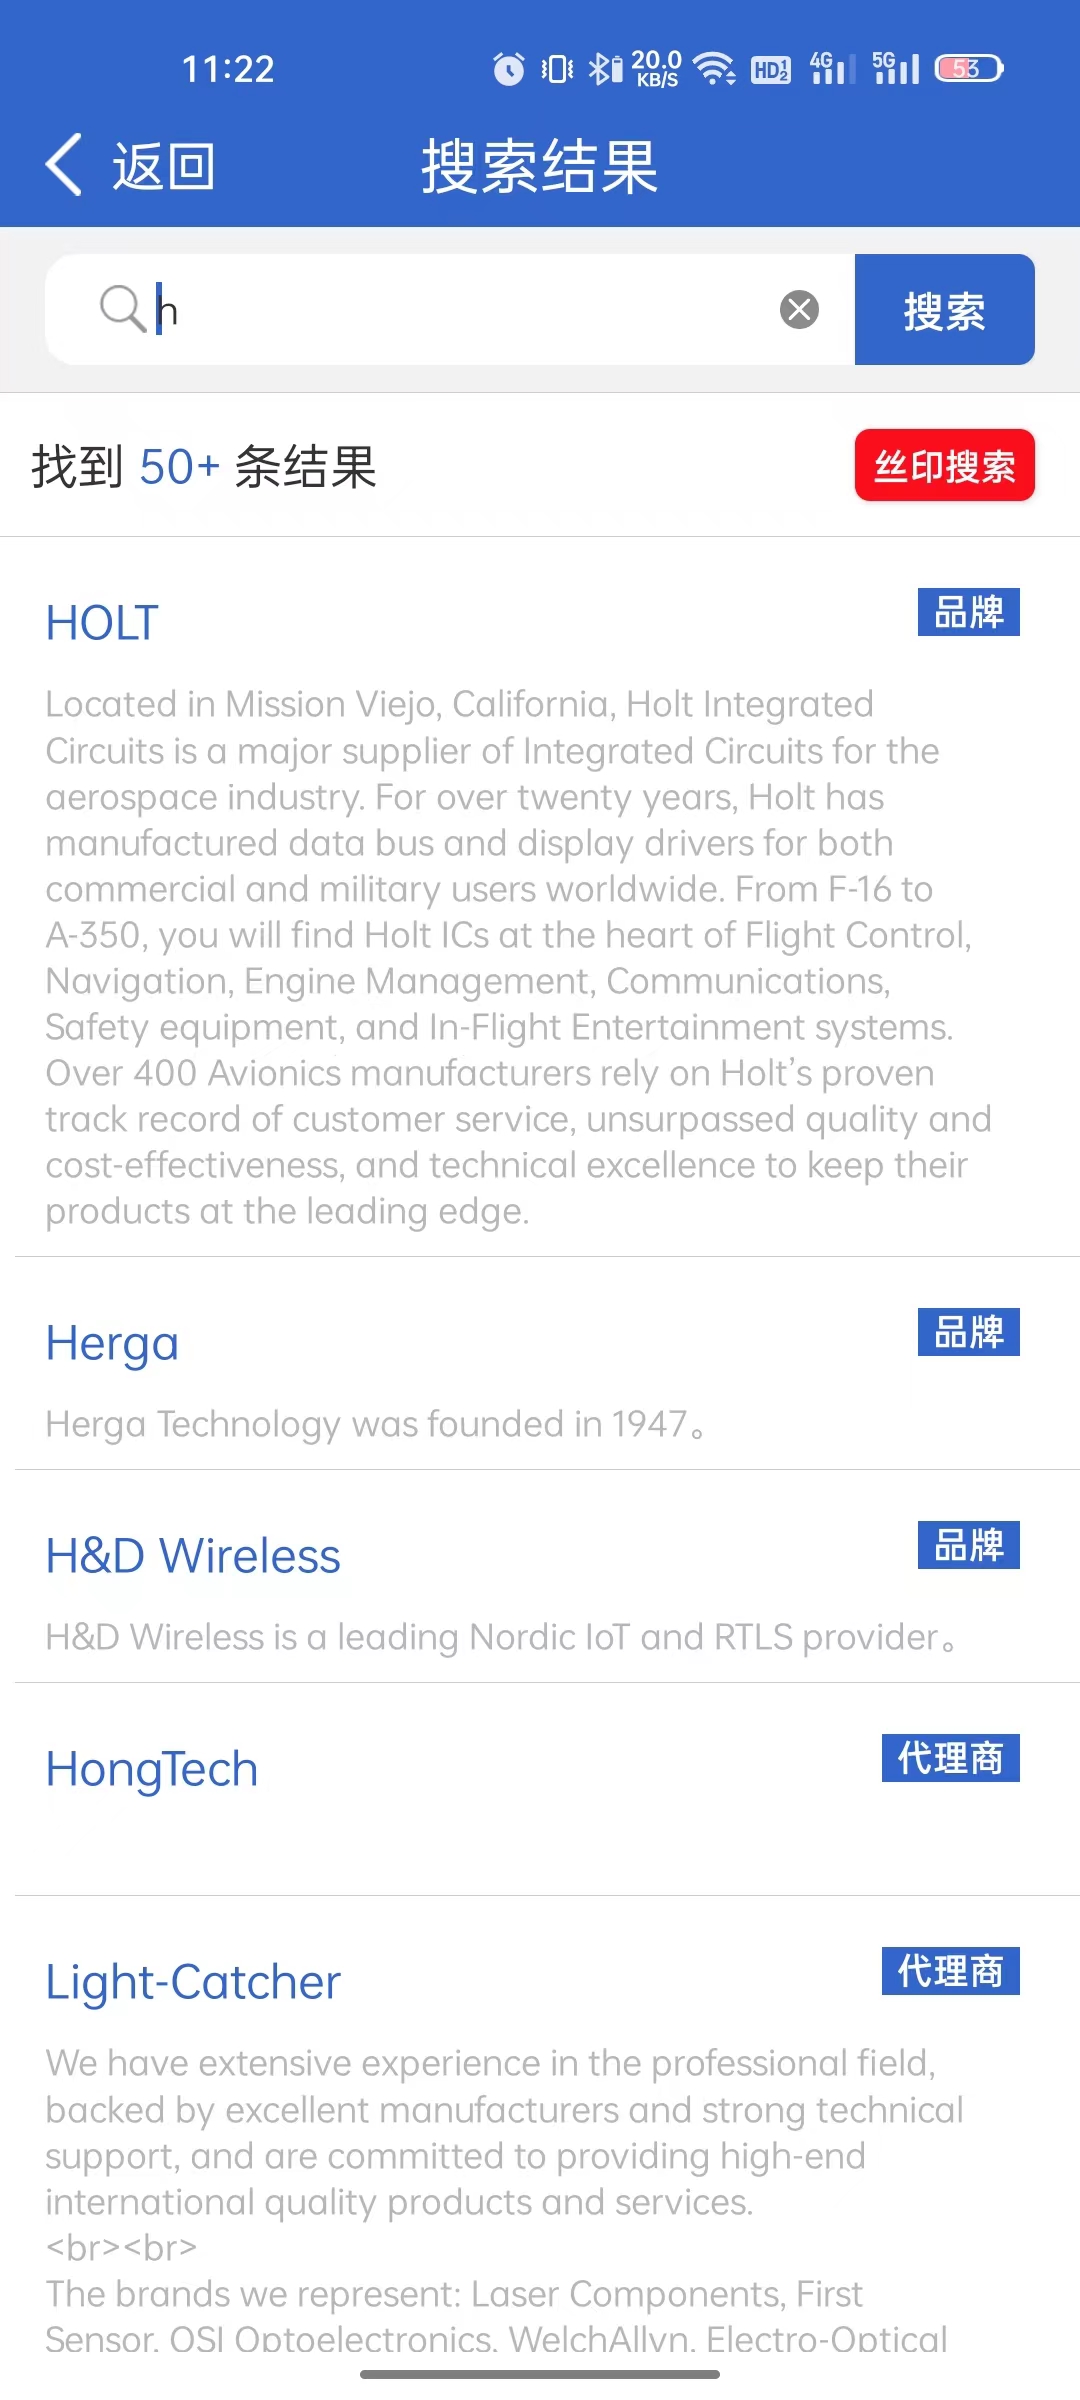 11:22
20.0
KB/S
HD 1 2
4G
5G
53
返回
搜索结果
h
搜索
找到 50+ 条结果
丝印搜索
HOLT
品牌
Located in Mission Viejo, California, Holt Integrated
Circuits is a major supplier of Integrated Circuits for the
aerospace industry. For over twenty years, Holt has
manufactured data bus and display drivers for both
commercial and military users worldwide. From F-16 to
A-350, you will find Holt ICs at the heart of Flight Control,
Navigation, Engine Management, Communications,
Safety equipment, and In-Flight Entertainment systems.
Over 400 Avionics manufacturers rely on Holt’s proven
track record of customer service, unsurpassed quality and
cost-effectiveness, and technical excellence to keep their
products at the leading edge.
Herga
品牌
Herga Technology was founded in 1947。
H&D Wireless
品牌
H&D Wireless is a leading Nordic IoT and RTLS provider。
HongTech
代理商
Light-Catcher
代理商
We have extensive experience in the professional field,
backed by excellent manufacturers and strong technical
support, and are committed to providing high-end
international quality products and services.
<br><br>
The brands we represent: Laser Components, First
Sensor, OSI Optoelectronics, WelchAllyn, Electro-Optical